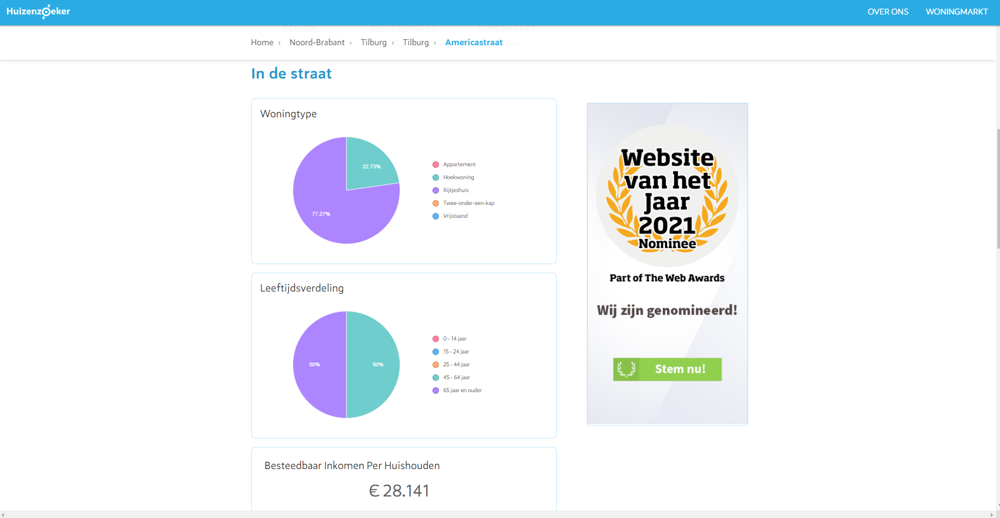 Huizenzoeker
OVER ONS
WONINGMARKT
SCHOOL
KINDEROPVANG
SUPERMARKT
Home › Noord-Brabant › Tilburg › Tilburg › Americastraat
In de straat
Woningtype
22.73%
77.27%
Appartement
Hoekwoning
Rijtjeshuis
Twee-onder-een-kap
Vrijstaand
Leeftijdsverdeling
50%
50%
0 - 14 jaar
15 - 24 jaar
25 - 44 jaar
45 - 64 jaar
65 jaar en ouder
Besteedbaar Inkomen Per Huishouden
€ 28.141
Website
van het
Jaar
2021
Nominee
Part of The Web Awards
Wij zijn genomineerd!
Stem nu!